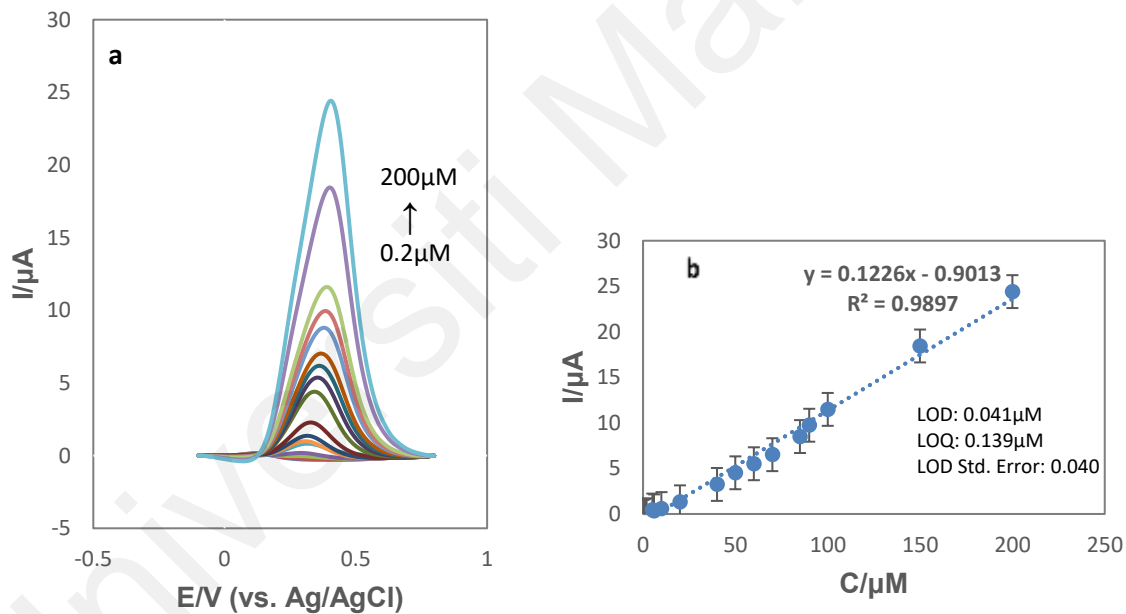 a
30
25
20
15
10
5
0
-5
I/µA
200µM
↑
0.2µM
-0.5
0
0.5
1
E/V (vs. Ag/AgCl)
b
30
25
20
15
10
5
0
I/µA
y = 0.1226x - 0.9013
R² = 0.9897
LOD: 0.041µM
LOQ: 0.139µM
LOD Std. Error: 0.040
0
50
100
150
200
250
C/µM